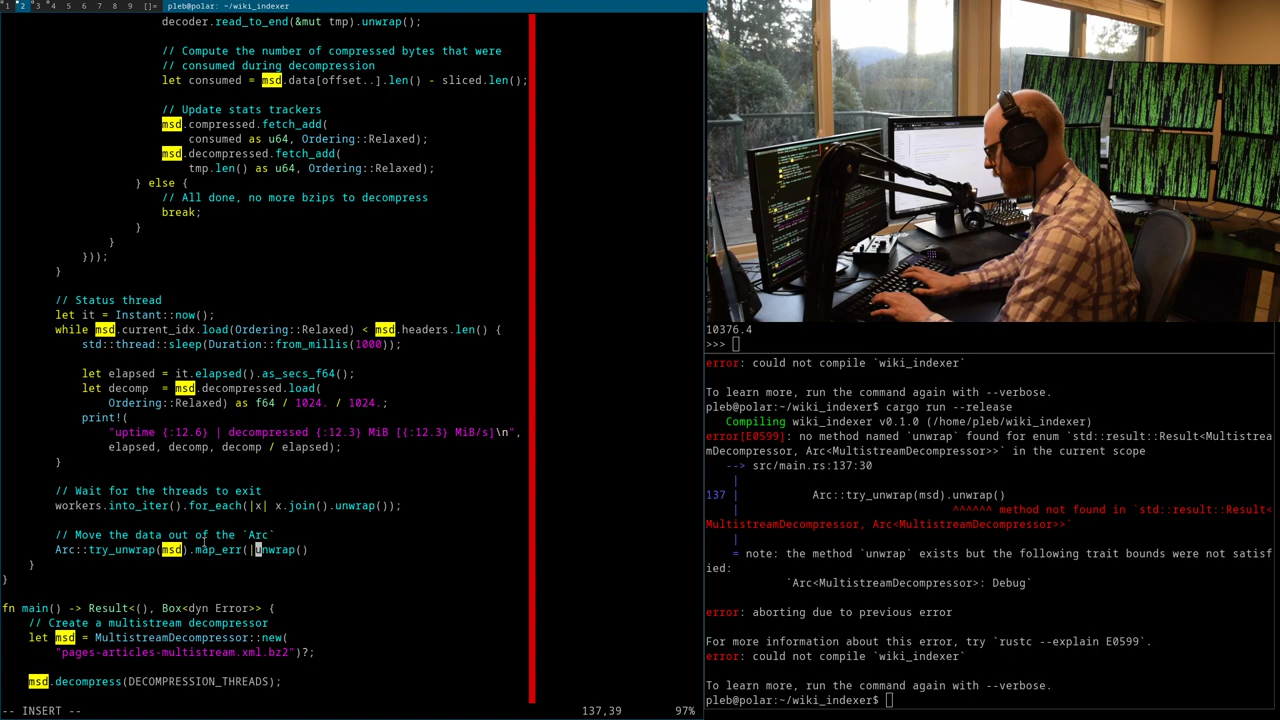 1 2 3 4 5 6 7 8 9 []= pleb@polar: ~/wiki_indexer
decoder.read_to_end(&mut tmp).unwrap();
// Compute the number of compressed bytes that were
// consumed during decompression
let consumed = msd.data[offset..].len() - sliced.len();
// Update stats trackers
msd.compressed.fetch_add(
consumed as u64, Ordering::Relaxed);
msd.decompressed.fetch_add(
tmp.len() as u64, Ordering::Relaxed);
} else {
// All done, no more bzips to decompress
break;
}
}
}));
}
// Status thread
let it = Instant::now();
while msd.current_idx.load(Ordering::Relaxed) < msd.headers.len() {
std::thread::sleep(Duration::from_millis(1000));
let elapsed = it.elapsed().as_secs_f64();
let decomp  = msd.decompressed.load(
Ordering::Relaxed) as f64 / 1024. / 1024.;
print!(
"uptime {:12.6} | decompressed {:12.3} MiB [{:12.3} MiB/s]\n",
elapsed, decomp, decomp / elapsed);
}
// Wait for the threads to exit
workers.into_iter().for_each(|x| x.join().unwrap());
// Move the data out of the `Arc`
Arc::try_unwrap(msd).map_err(|unwrap()
}
}
fn main() -> Result<(), Box<dyn Error>> {
// Create a multistream decompressor
let msd = MultistreamDecompressor::new(
"pages-articles-multistream.xml.bz2")?;
msd.decompress(DECOMPRESSION_THREADS);
-- INSERT -- 137,39 97%
10376.4
>>>
error: could not compile `wiki_indexer`
To learn more, run the command again with --verbose.
pleb@polar:~/wiki_indexer$ cargo run --release
Compiling wiki_indexer v0.1.0 (/home/pleb/wiki_indexer)
error[E0599]: no method named `unwrap` found for enum `std::result::Result<Multistrea
mDecompressor, Arc<MultistreamDecompressor>>` in the current scope
--> src/main.rs:137:30
|
137 | Arc::try_unwrap(msd).unwrap()
| ^^^^^^ method not found in `std::result::Result<
MultistreamDecompressor, Arc<MultistreamDecompressor>>`
|
= note: the method `unwrap` exists but the following trait bounds were not satisf
ied:
`Arc<MultistreamDecompressor>: Debug`
error: aborting due to previous error
For more information about this error, try `rustc --explain E0599`.
error: could not compile `wiki_indexer`
To learn more, run the command again with --verbose.
pleb@polar:~/wiki_indexer$